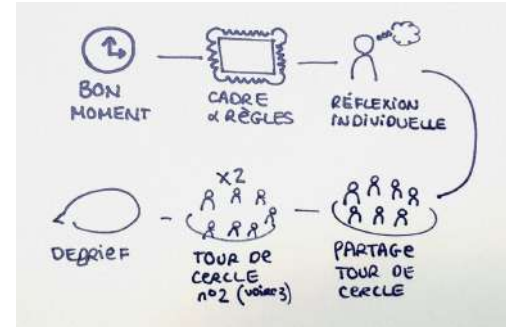 BON
MOMENT
CADRE
& RÈGLES
RÉFLEXION
INDIVIDUELLE
x2
DEBRIEF
TOUR DE
CERCLE
n°2 (voire 3)
PARTAGE
TOUR DE
CERCLE